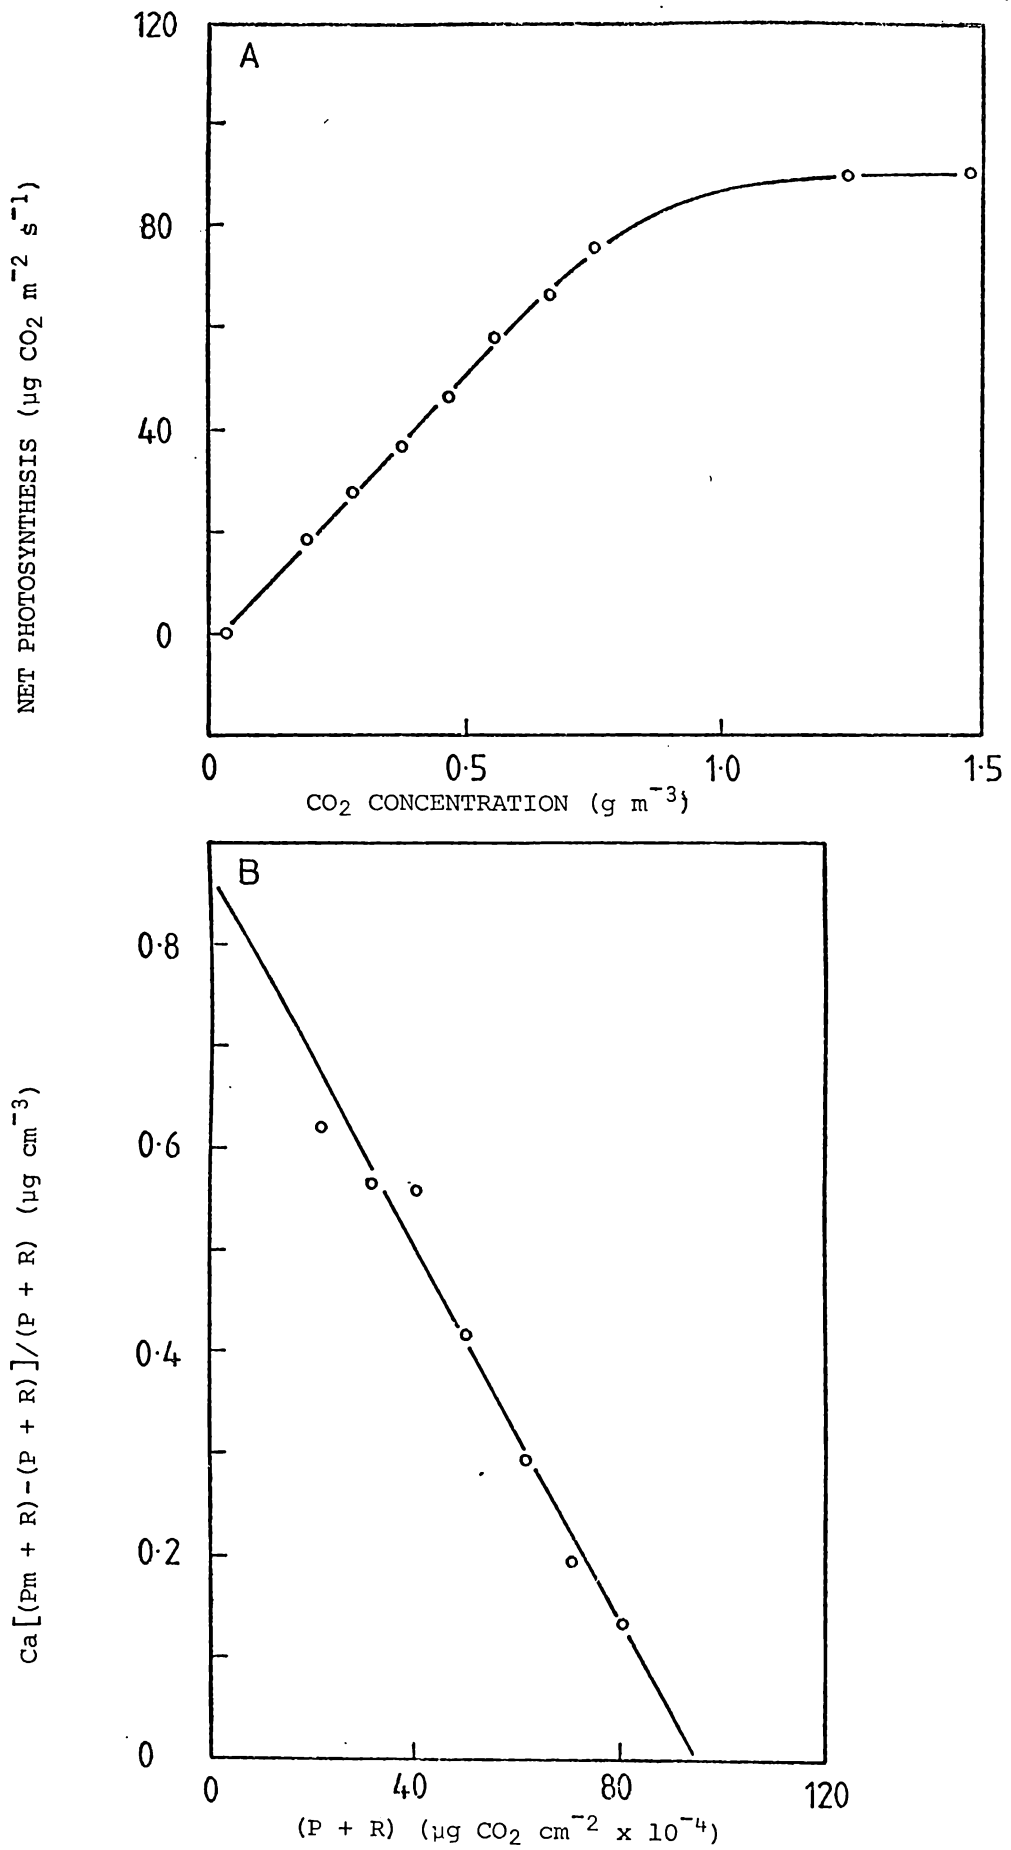 120
A
80
40
0
NET PHOTOSYNTHESIS (µg CO₂ m⁻² s⁻¹)
0 0·5 1·0 1·5
CO₂ CONCENTRATION (g m⁻³)
B
0·8
0·6
0·4
0·2
0
Ca[(Pm + R)-(P + R)]/(P + R) (µg cm⁻³)
0 40 80 120
(P + R) (µg CO₂ cm⁻² x 10⁻⁴)